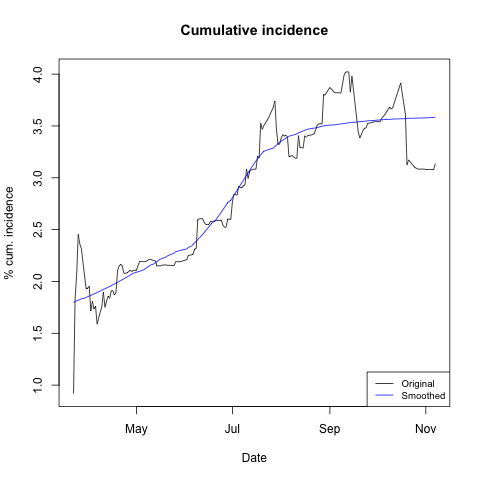 Cumulative incidence
% cum. incidence
4.0
3.5
3.0
2.5
2.0
1.5
1.0
Original
Smoothed
May Jul Sep Nov
Date